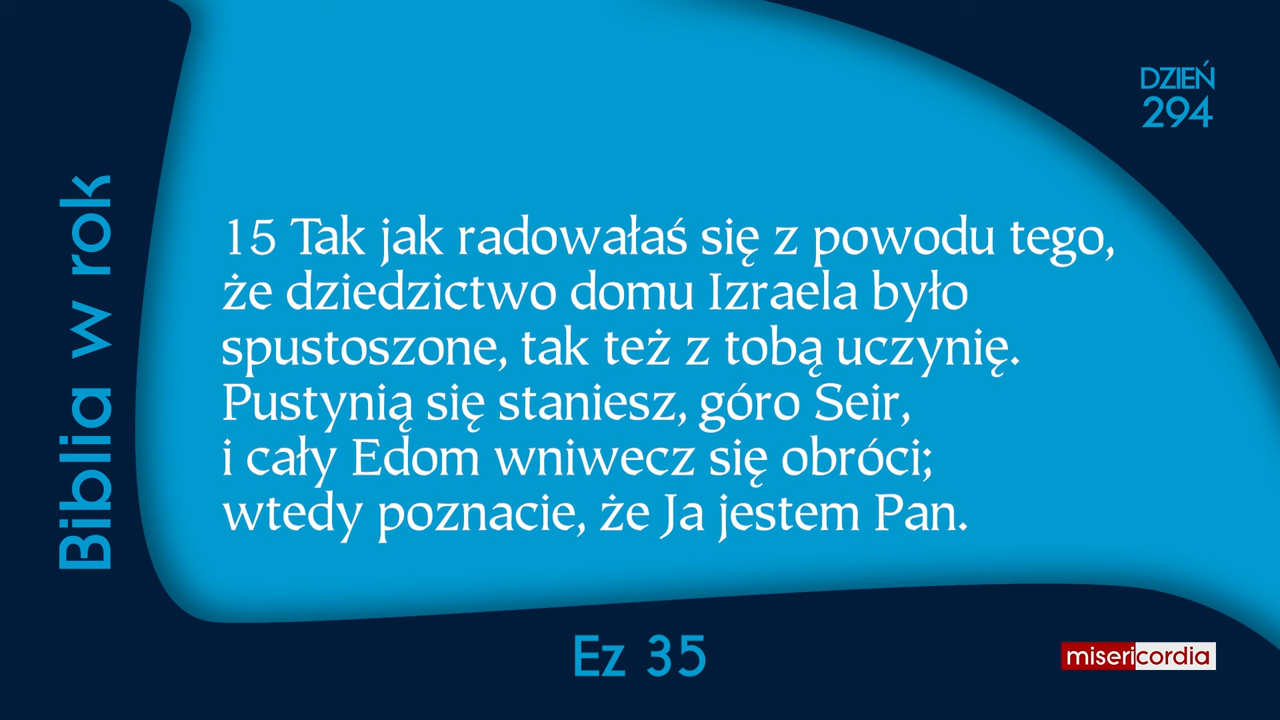 DZIEŃ
294
Biblia w rok
15 Tak jak radowałaś się z powodu tego,
że dziedzictwo domu Izraela było
spustoszone, tak też z tobą uczynię.
Pustynią się staniesz, góro Seir,
i cały Edom wniwecz się obróci;
wtedy poznacie, że Ja jestem Pan.
Ez 35
misericordia